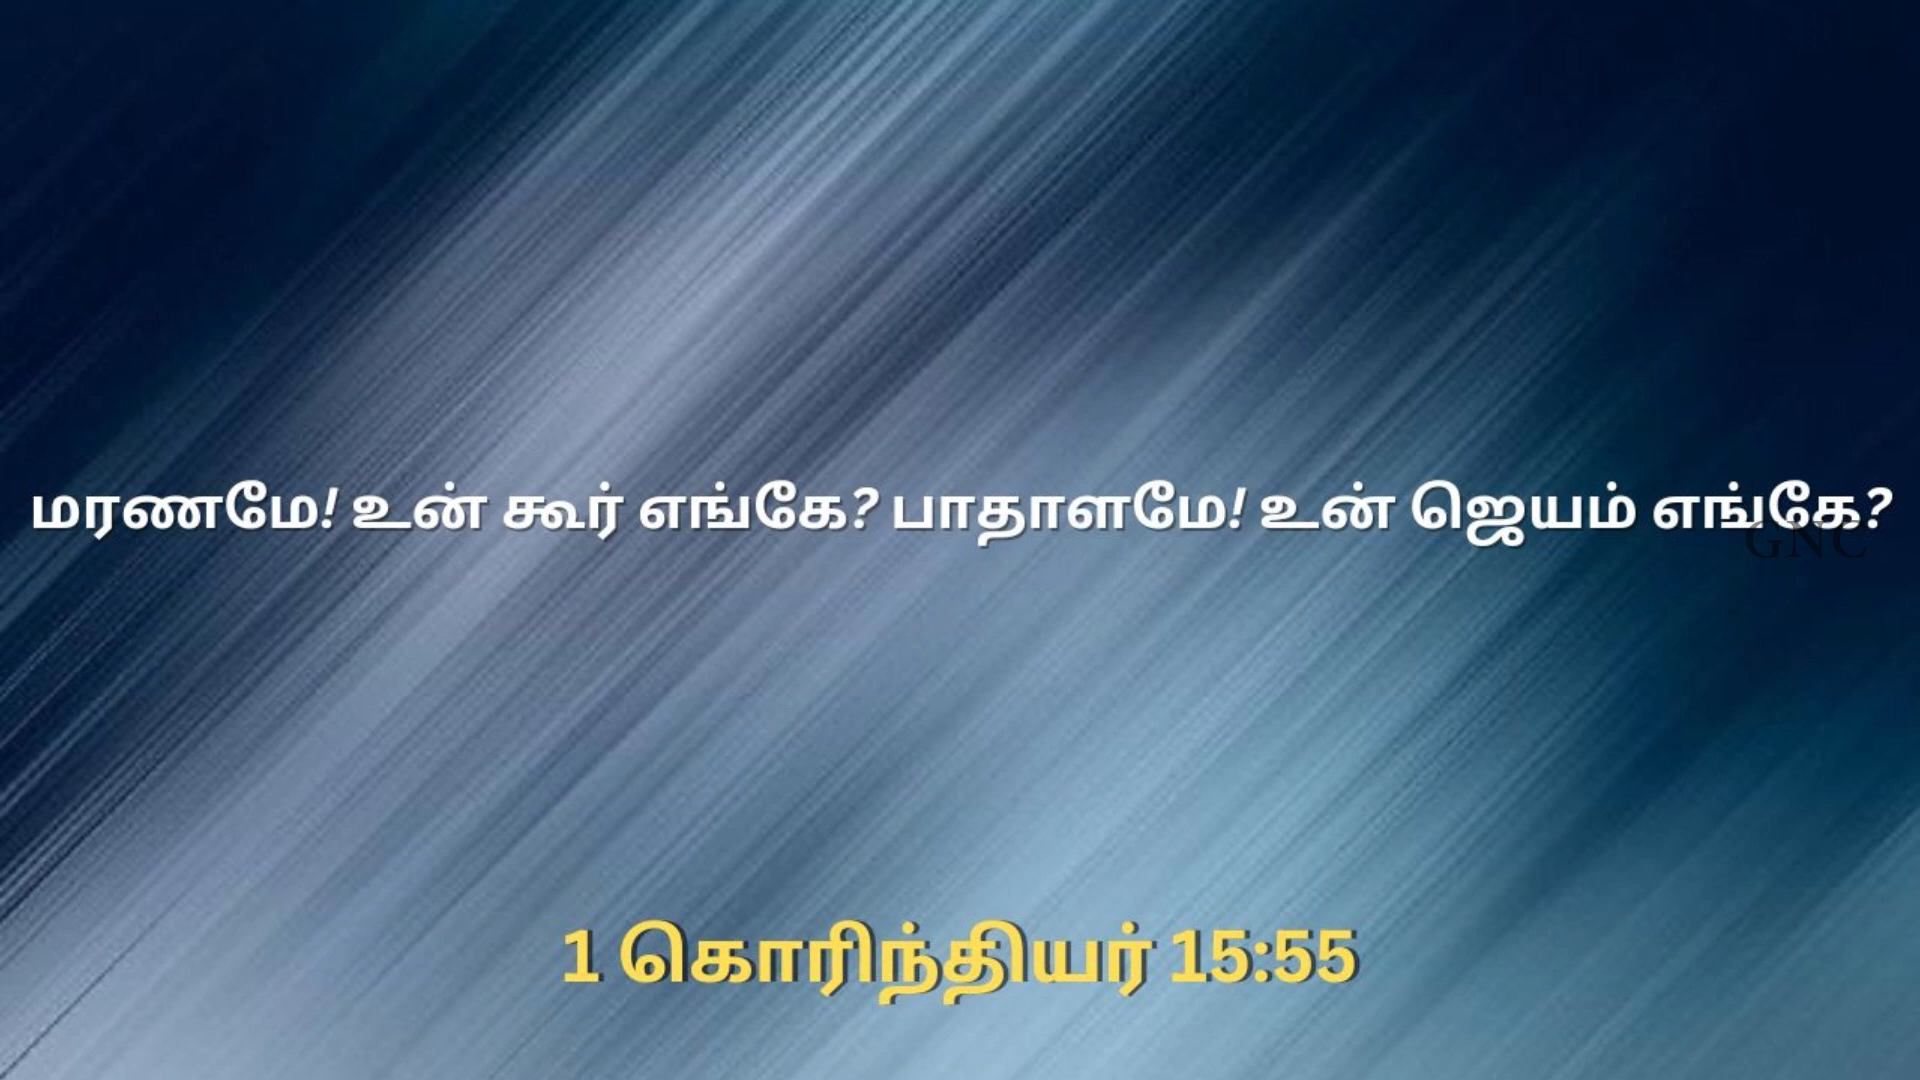 மரணமே! உன் கூர் எங்கே? பாதாளமே! உன் ஜெயம் எங்கே?
GNC
1 கொரிந்தியர் 15:55